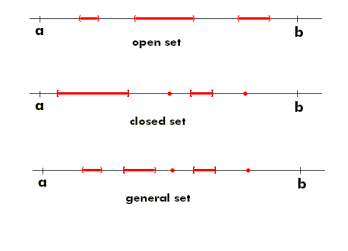 a b
open set
a b
closed set
a b
general set